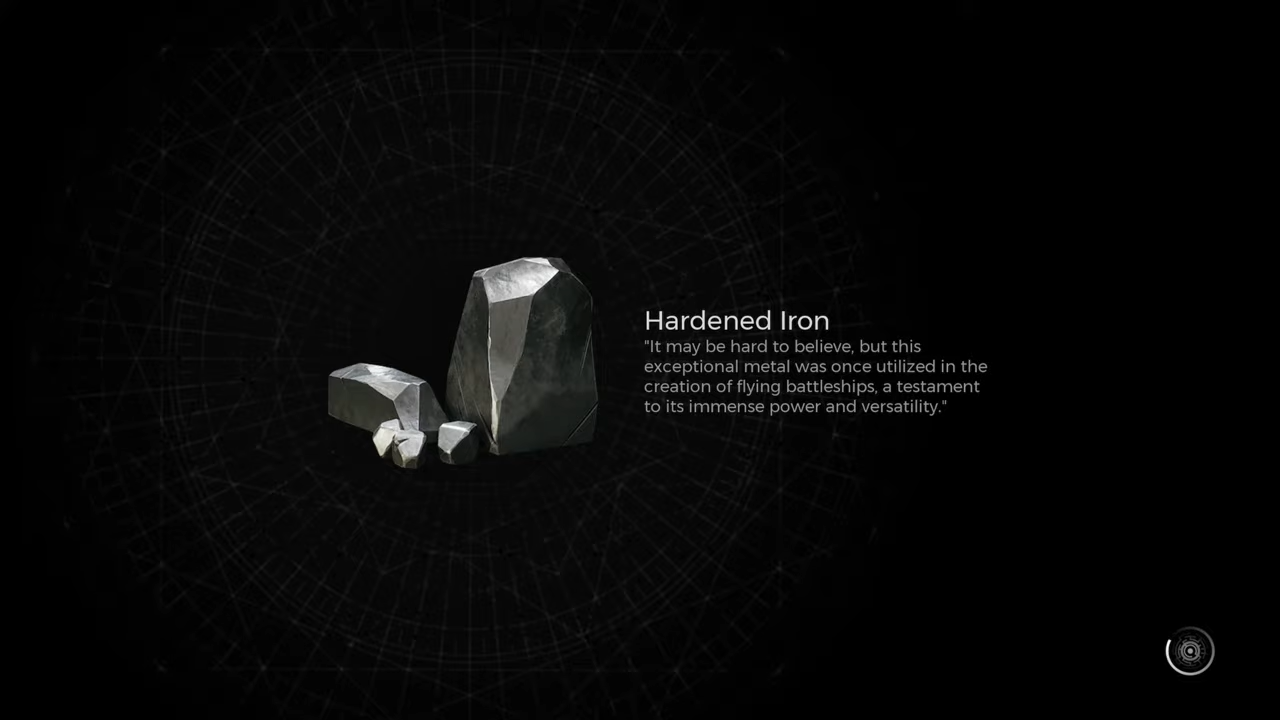 Hardened Iron
"It may be hard to believe, but this
exceptional metal was once utilized in the
creation of flying battleships, a testament
to its immense power and versatility."